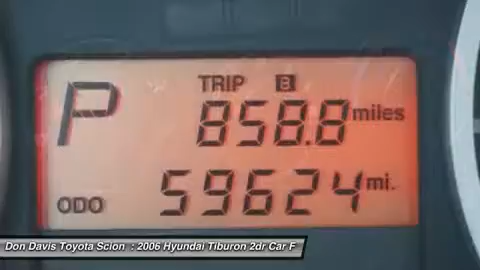 TRIP B
P 858.8 miles
ODO 59624 mi.
Don Davis Toyota Scion : 2006 Hyundai Tiburon 2dr Car F